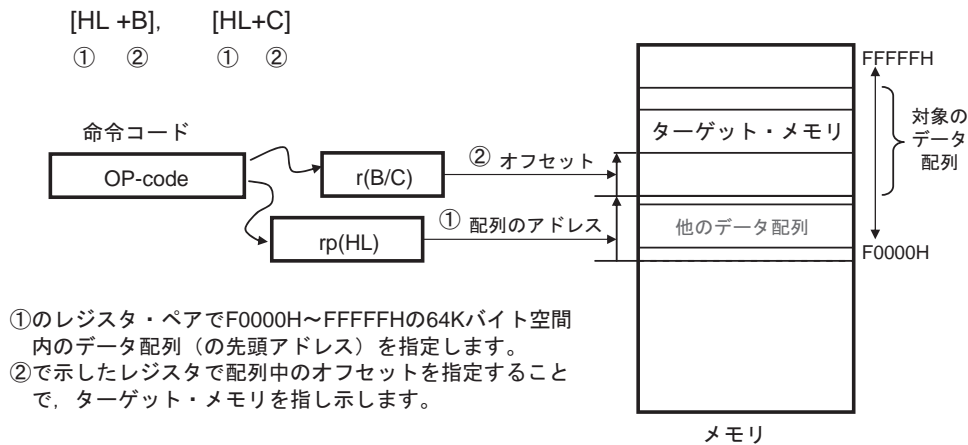 [HL +B], [HL+C]
① ② ① ②
FFFFFH
対象の
データ
配列
命令コード
ターゲット・メモリ
② オフセット
OP-code
r(B/C)
① 配列のアドレス
他のデータ配列
rp(HL)
F0000H
①のレジスタ・ペアでF0000H～FFFFFHの64Kバイト空間
内のデータ配列（の先頭アドレス）を指定します。
②で示したレジスタで配列中のオフセットを指定すること
で，ターゲット・メモリを指し示します。
メモリ